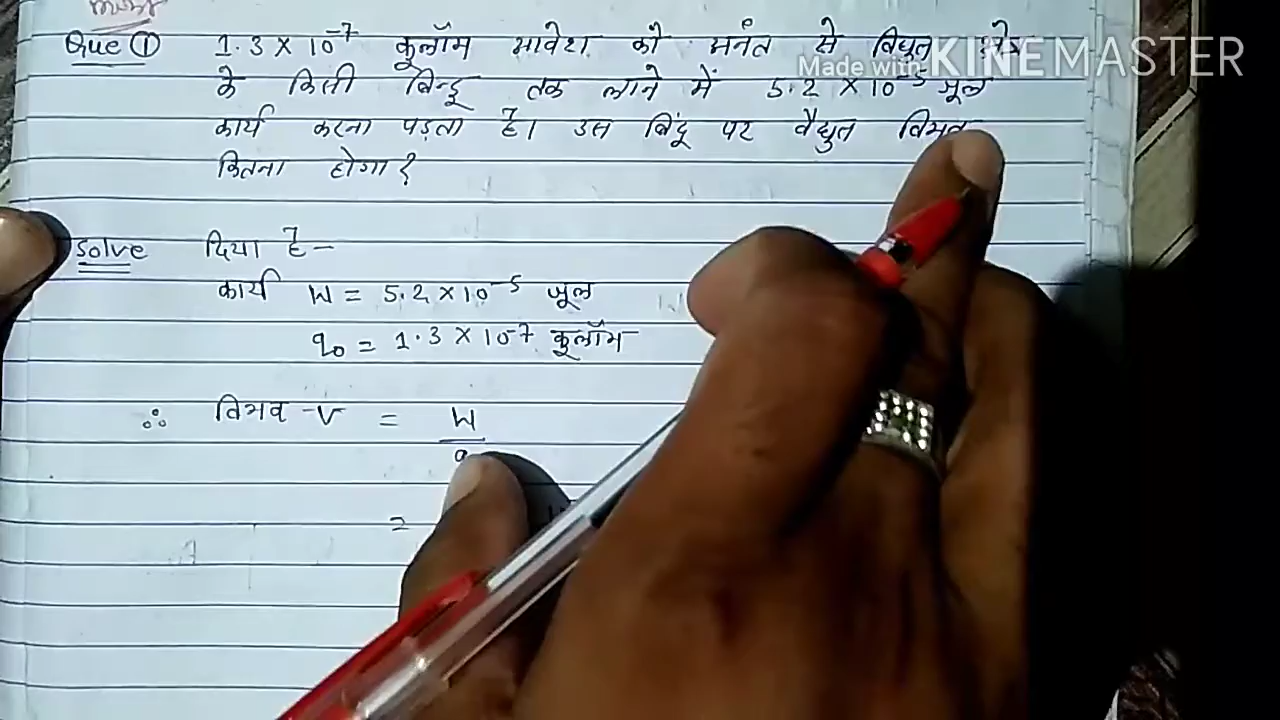 Que ① 1.3 × 10⁻⁷ कूलॉम आवेश को अनंत से विद्युत क्षेत्र
Made with KINEMASTER
के किसी बिन्दू तक लाने में 5.2 × 10⁻⁵ जूल
कार्य करना पड़ता है। उस बिंदू पर वैद्युत विभव
कितना होगा?
Solve दिया है —
कार्य W = 5.2 × 10⁻⁵ जूल
q₀ = 1.3 × 10⁻⁷ कूलॉम
∴ विभव - V = W
=